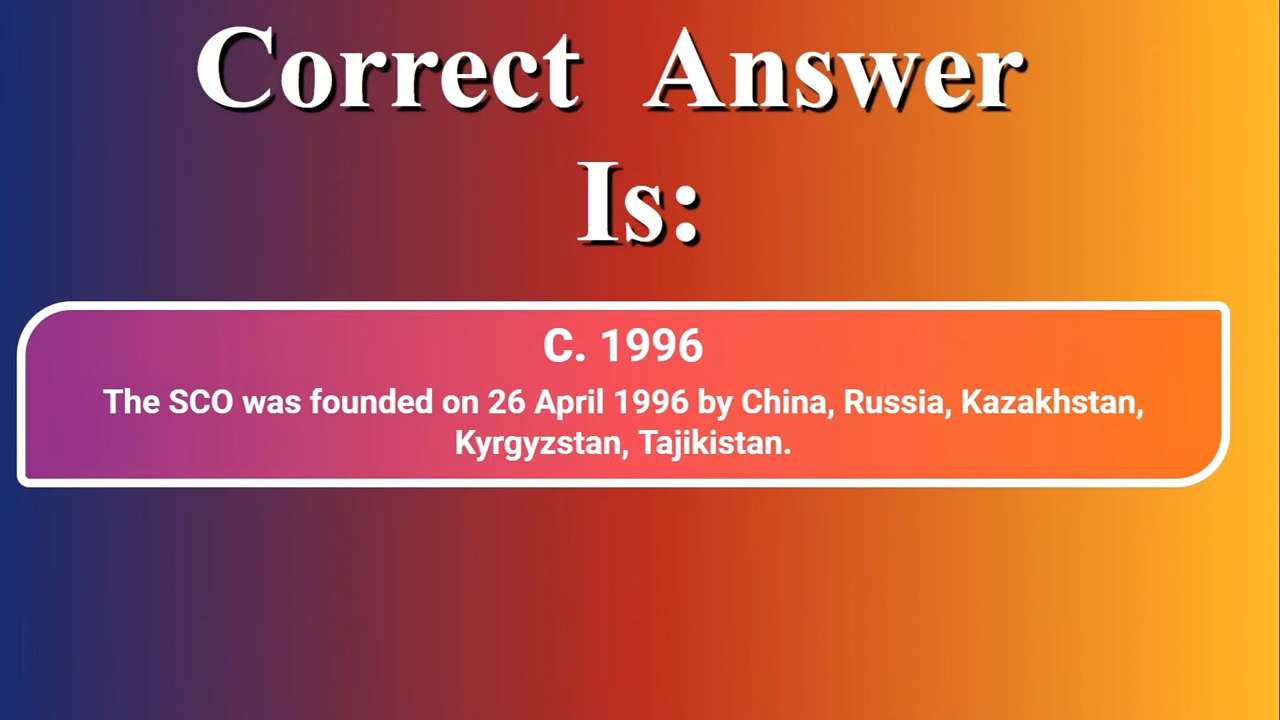 Correct Answer
Is:
C. 1996
The SCO was founded on 26 April 1996 by China, Russia, Kazakhstan,
Kyrgyzstan, Tajikistan.